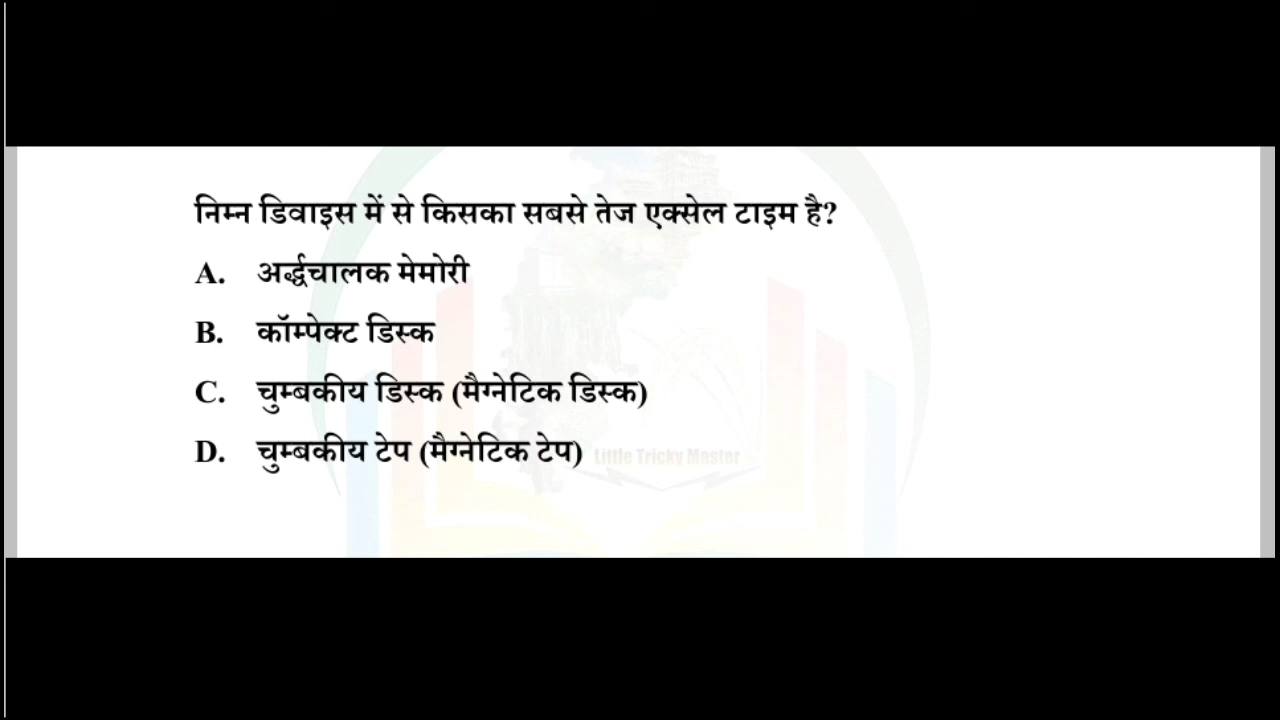 निम्न डिवाइस में से किसका सबसे तेज एक्सेल टाइम है?
A. अर्द्धचालक मेमोरी
B. कॉम्पेक्ट डिस्क
C. चुम्बकीय डिस्क (मैग्नेटिक डिस्क)
D. चुम्बकीय टेप (मैग्नेटिक टेप)
Little Tricky Master